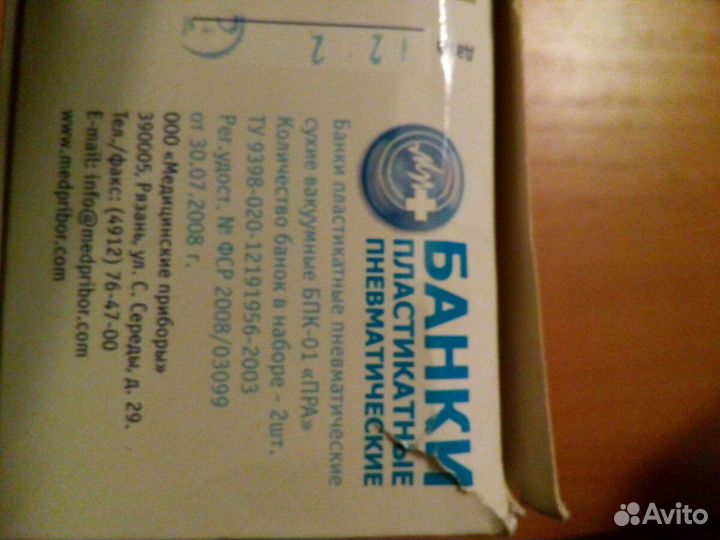 БАНКИ
ПЛАСТИКАТНЫЕ
ПНЕВМАТИЧЕСКИЕ
Банки пластикатные пневматические
сухие вакуумные БПК-01 «ПРА»
Количество банок в наборе - 2шт.
ТУ 9398-020-12191956-2003
Рег.удост. № ФСР 2008/03099
от 30.07.2008 г.
ООО «Медицинские приборы»
390005, Рязань, ул. С. Середы, д. 29.
Тел./факс: (4912) 76-47-00
E-mail: info@medpribor.com
www.medpribor.com
Avito